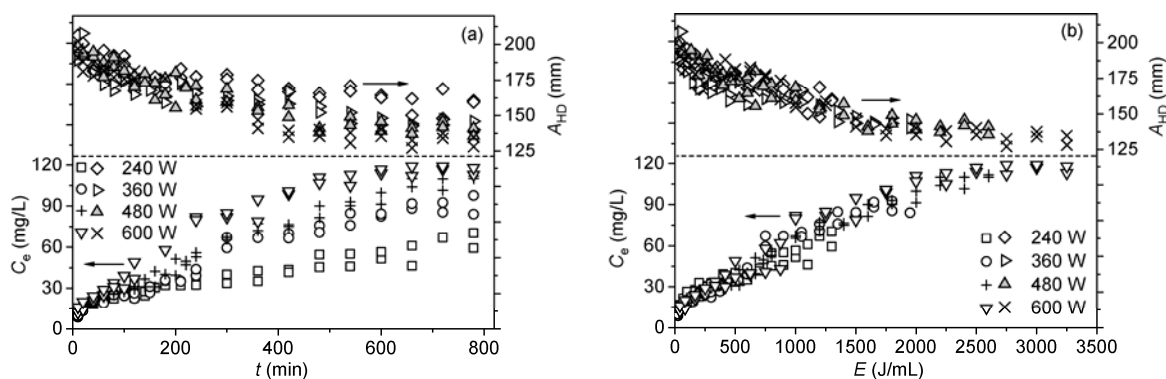 (a)
200
175
150
125
A_HD (mm)
120
90
60
30
0
C_e (mg/L)
240 W
360 W
480 W
600 W
0 200 400 600 800
t (min)
(b)
200
175
150
125
A_HD (mm)
120
90
60
30
0
C_e (mg/L)
240 W
360 W
480 W
600 W
0 500 1000 1500 2000 2500 3000 3500
E (J/mL)